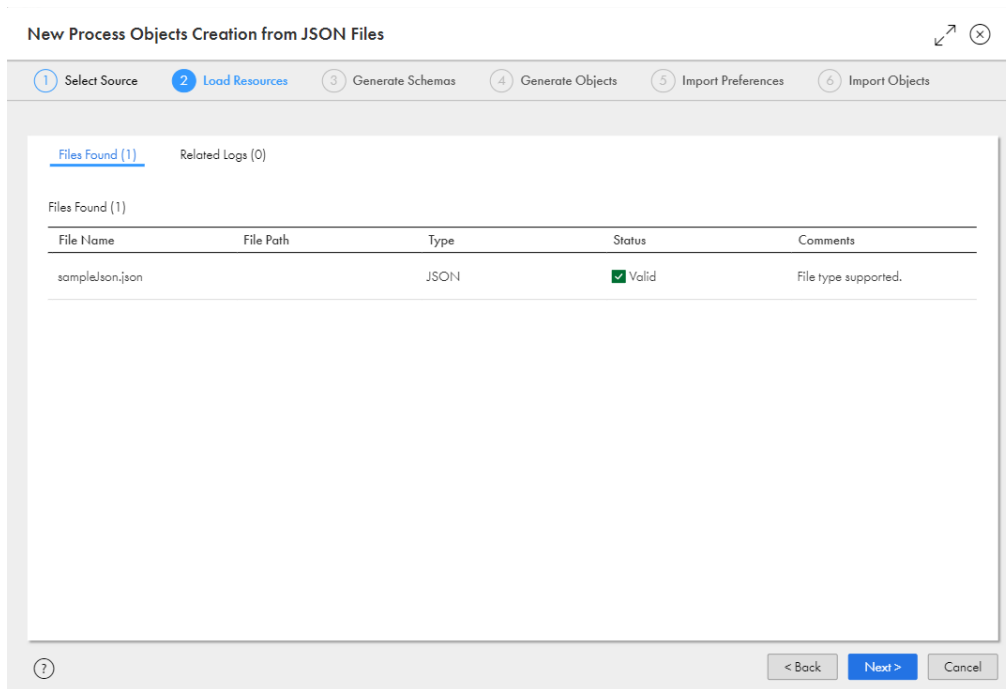 New Process Objects Creation from JSON Files
1 Select Source 2 Load Resources 3 Generate Schemas 4 Generate Objects 5 Import Preferences 6 Import Objects
Files Found (1) Related Logs (0)
Files Found (1)
File Name File Path Type Status Comments
sampleJson.json JSON Valid File type supported.
? < Back Next > Cancel